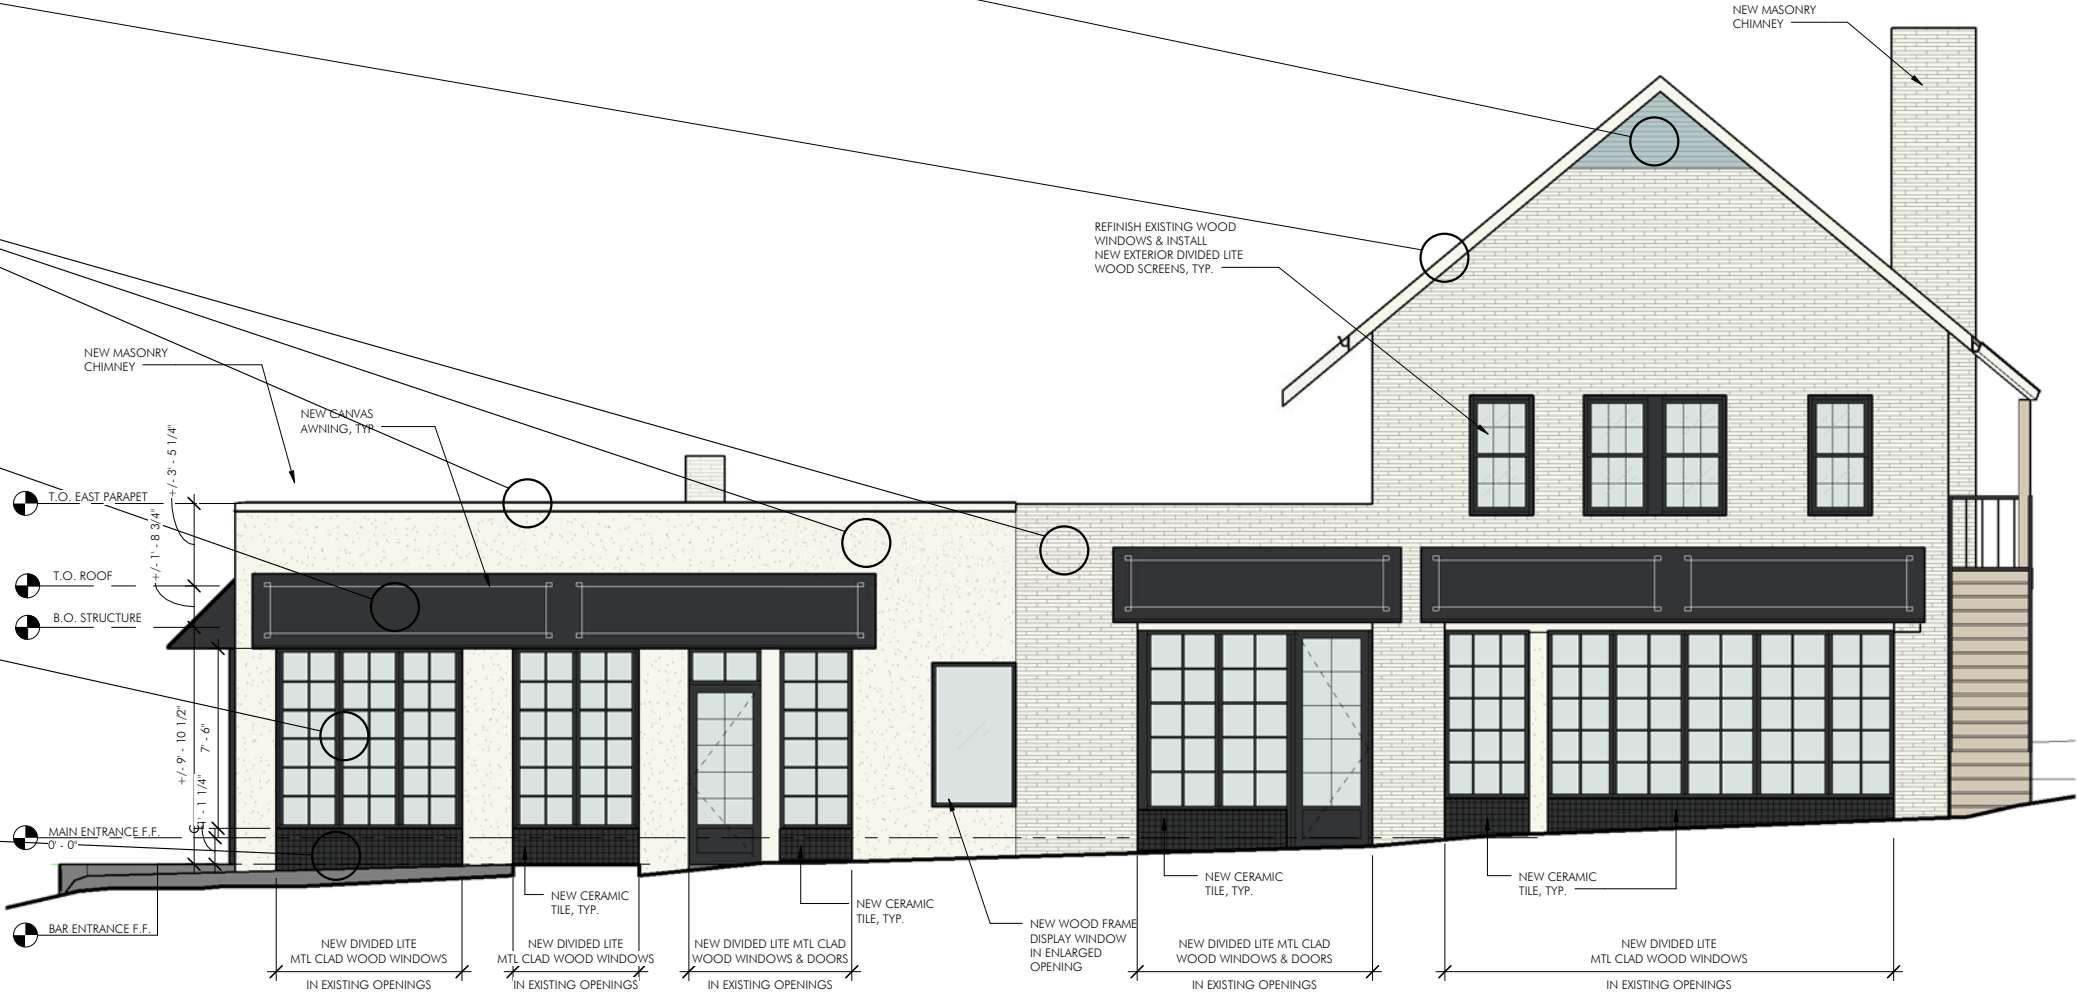 NEW MASONRY
CHIMNEY
REFINISH EXISTING WOOD
WINDOWS & INSTALL
NEW EXTERIOR DIVIDED LITE
WOOD SCREENS, TYP.
NEW MASONRY
CHIMNEY
NEW CANVAS
AWNING, TYP
+/- 3' - 5 1/4"
T.O. EAST PARAPET
+/- 1' - 8 3/4"
T.O. ROOF
B.O. STRUCTURE
+/- 9' - 10 1/2"
7' - 6"
1' - 1 1/4"
MAIN ENTRANCE F.F.
0' - 0"
BAR ENTRANCE F.F.
NEW CERAMIC
TILE, TYP.
NEW CERAMIC
TILE, TYP.
NEW WOOD FRAME
DISPLAY WINDOW
IN ENLARGED
OPENING
NEW CERAMIC
TILE, TYP.
NEW CERAMIC
TILE, TYP.
NEW DIVIDED LITE
MTL CLAD WOOD WINDOWS
IN EXISTING OPENINGS
NEW DIVIDED LITE
MTL CLAD WOOD WINDOWS
IN EXISTING OPENINGS
NEW DIVIDED LITE MTL CLAD
WOOD WINDOWS & DOORS
IN EXISTING OPENINGS
NEW DIVIDED LITE MTL CLAD
WOOD WINDOWS & DOORS
IN EXISTING OPENINGS
NEW DIVIDED LITE
MTL CLAD WOOD WINDOWS
IN EXISTING OPENINGS